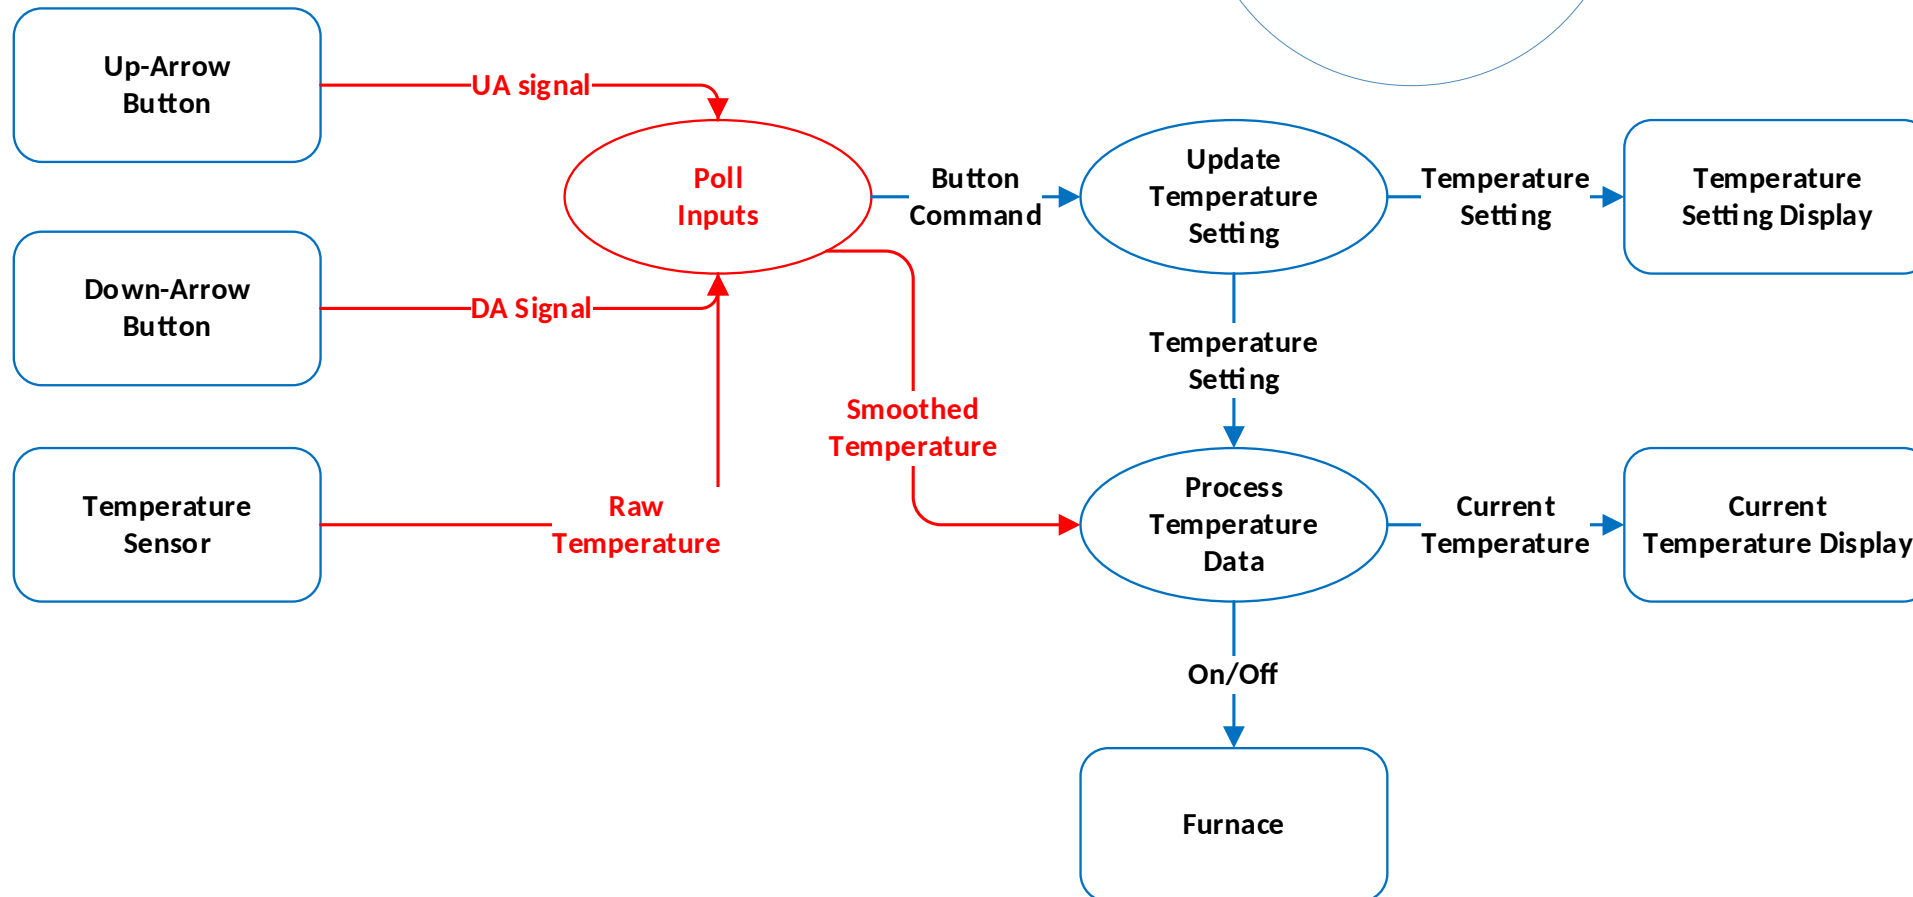 Up-Arrow
Button
UA signal
Poll
Inputs
Button
Command
Update
Temperature
Setting
Temperature
Setting
Temperature
Setting Display
Down-Arrow
Button
DA Signal
Temperature
Setting
Smoothed
Temperature
Temperature
Sensor
Raw
Temperature
Process
Temperature
Data
Current
Temperature
Current
Temperature Display
On/Off
Furnace